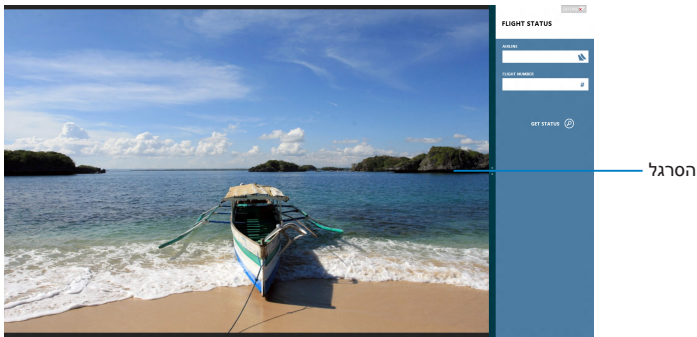 FLIGHT STATUS
AIRLINE
FLIGHT NUMBER
#
GET STATUS
הסרגל